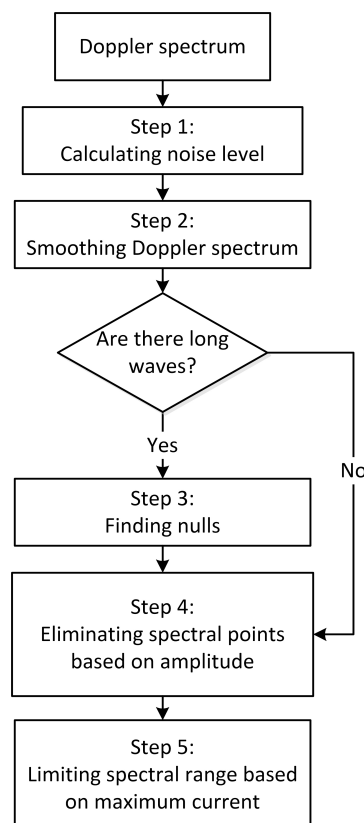 Doppler spectrum
Step 1:
Calculating noise level
Step 2:
Smoothing Doppler spectrum
Are there long
waves?
Yes
No
Step 3:
Finding nulls
Step 4:
Eliminating spectral points
based on amplitude
Step 5:
Limiting spectral range based
on maximum current